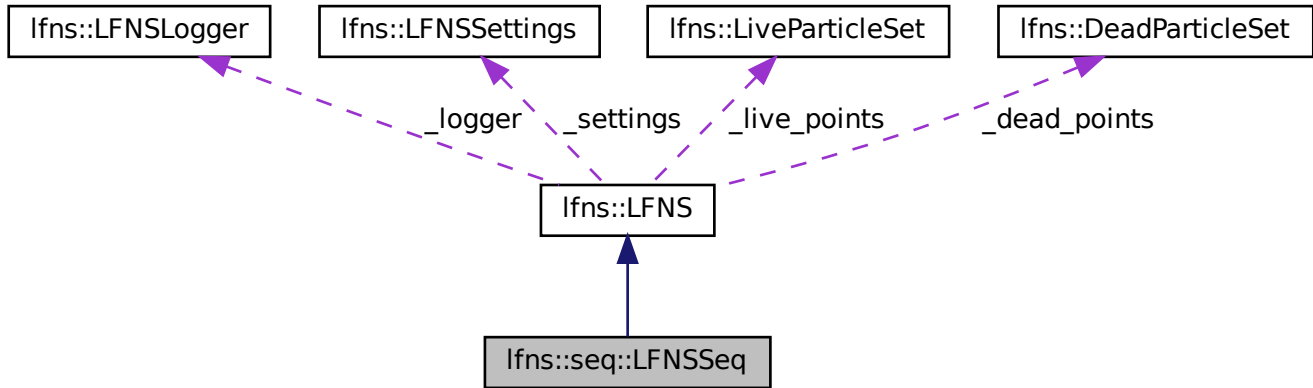 lfns::LFNSLogger
lfns::LFNSSettings
lfns::LiveParticleSet
lfns::DeadParticleSet
_logger
_settings
_live_points
_dead_points
lfns::LFNS
lfns::seq::LFNSSeq